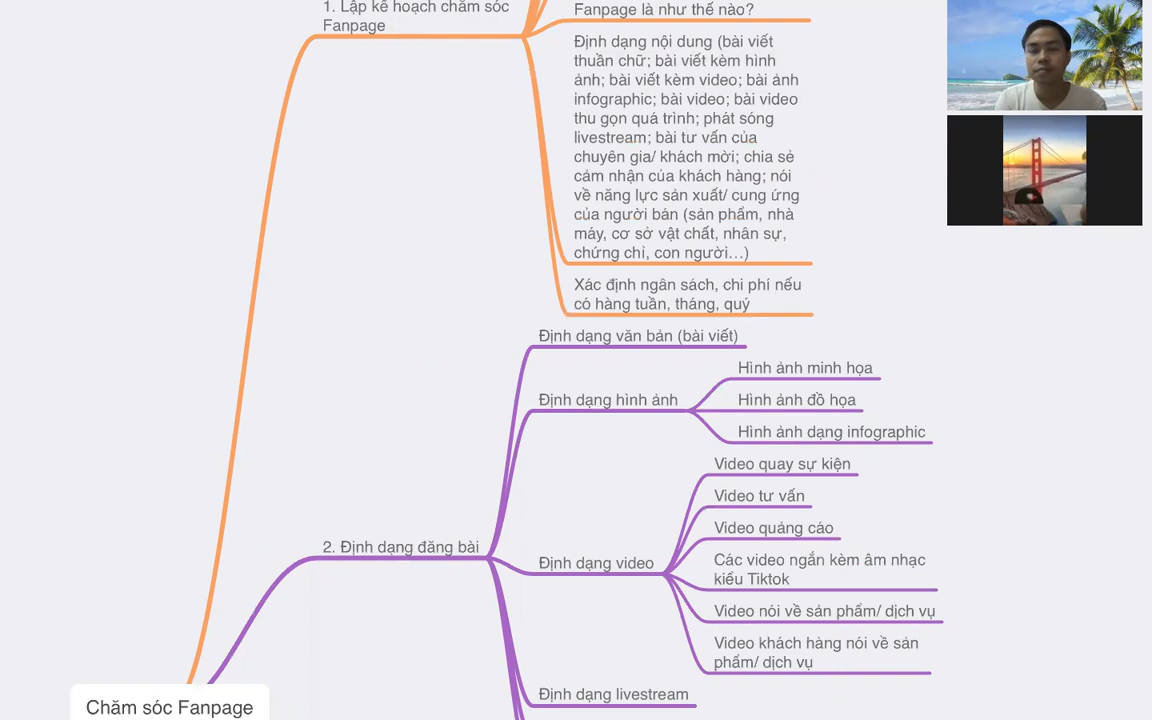 1. Lập kế hoạch chăm sóc
Fanpage
Fanpage là như thế nào?
Định dạng nội dung (bài viết
thuần chữ; bài viết kèm hình
ảnh; bài viết kèm video; bài ảnh
infographic; bài video; bài video
thu gọn quá trình; phát sóng
livestream; bài tư vấn của
chuyên gia/ khách mời; chia sẻ
cảm nhận của khách hàng; nói
về năng lực sản xuất/ cung ứng
của người bán (sản phẩm, nhà
máy, cơ sở vật chất, nhân sự,
chứng chỉ, con người...)
Xác định ngân sách, chi phí nếu
có hàng tuần, tháng, quý
2. Định dạng đăng bài
Định dạng văn bản (bài viết)
Định dạng hình ảnh
Hình ảnh minh họa
Hình ảnh đồ họa
Hình ảnh dạng infographic
Định dạng video
Video quay sự kiện
Video tư vấn
Video quảng cáo
Các video ngắn kèm âm nhạc
kiểu Tiktok
Video nói về sản phẩm/ dịch vụ
Video khách hàng nói về sản
phẩm/ dịch vụ
Định dạng livestream
Chăm sóc Fanpage